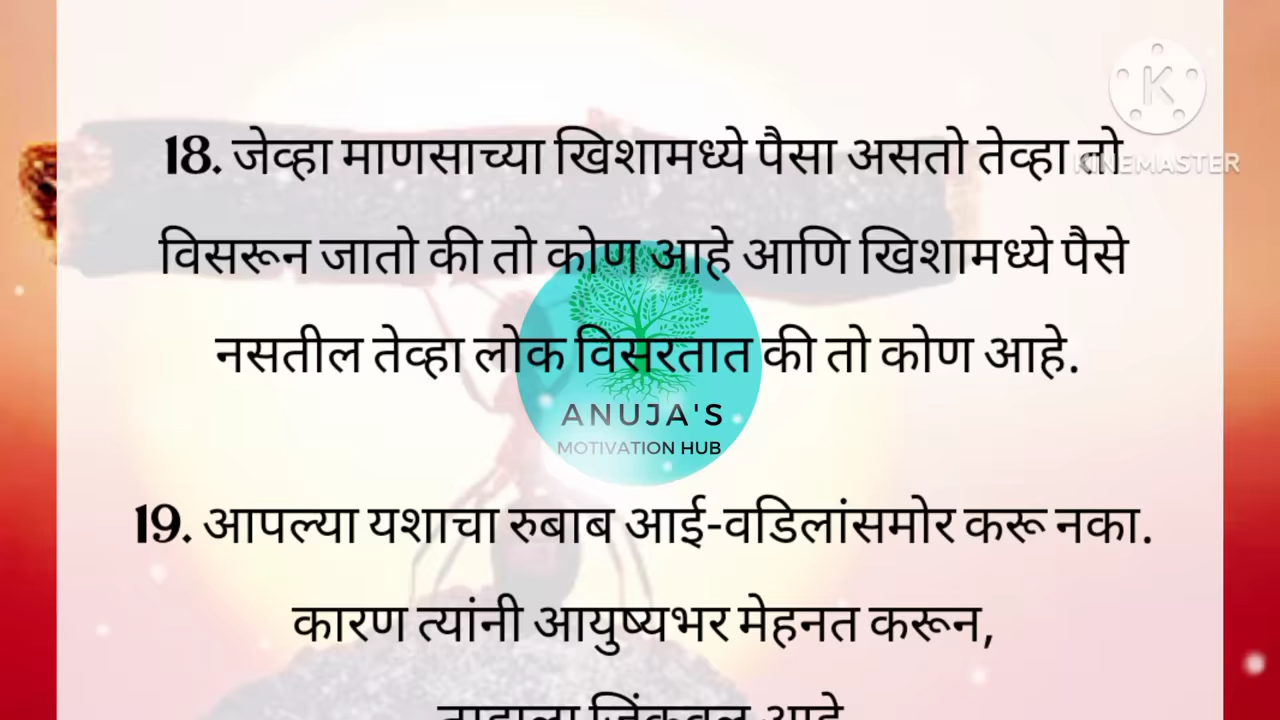 18. जेव्हा माणसाच्या खिशामध्ये पैसा असतो तेव्हा तो
विसरून जातो की तो कोण आहे आणि खिशामध्ये पैसे
नसतील तेव्हा लोक विसरतात की तो कोण आहे.
19. आपल्या यशाचा रुबाब आई-वडिलांसमोर करू नका.
कारण त्यांनी आयुष्यभर मेहनत करून,
आहे
ANUJA'S
MOTIVATION HUB
K
KINEMASTER